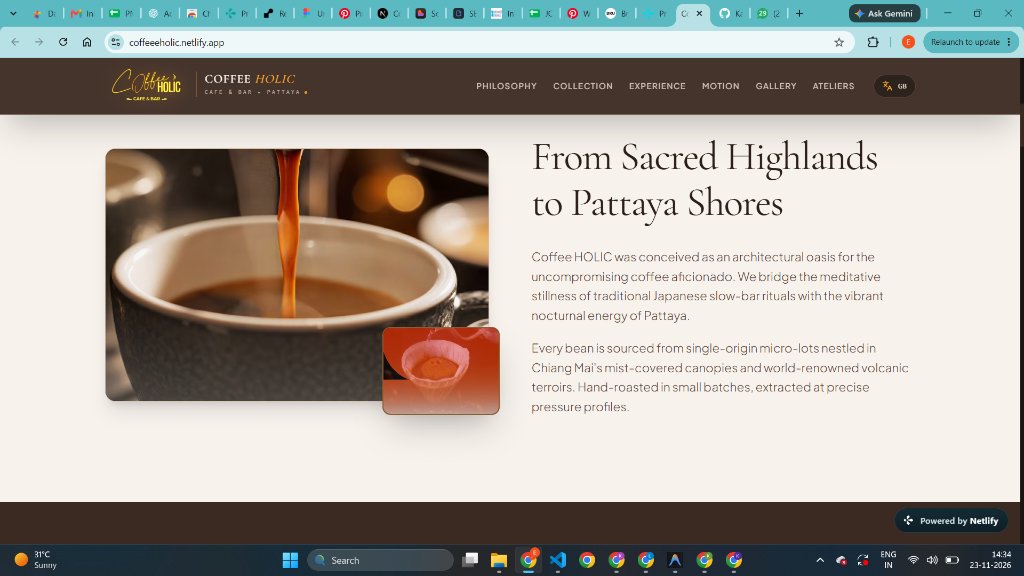 coffeeeholic.netlify.app
Ask Gemini
Relaunch to update
Coffee HOLIC
CAFE & BAR
COFFEE HOLIC
CAFE & BAR • PATTAYA
PHILOSOPHY
COLLECTION
EXPERIENCE
MOTION
GALLERY
ATELIERS
GB
From Sacred Highlands
to Pattaya Shores
Coffee HOLIC was conceived as an architectural oasis for the
uncompromising coffee aficionado. We bridge the meditative
stillness of traditional Japanese slow-bar rituals with the vibrant
nocturnal energy of Pattaya.
Every bean is sourced from single-origin micro-lots nestled in
Chiang Mai's mist-covered canopies and world-renowned volcanic
terroirs. Hand-roasted in small batches, extracted at precise
pressure profiles.
Powered by Netlify
31°C
Sunny
Search
ENG
IN
14:34
23-11-2026